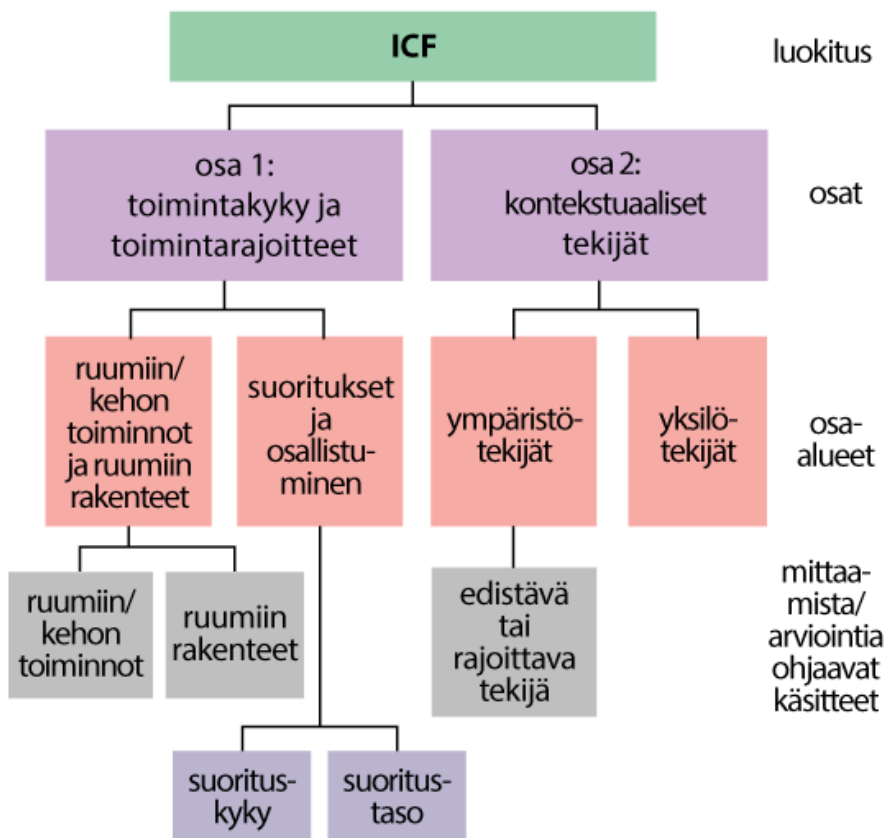 ICF
luokitus
osa 1:
toimintakyky ja
toimintarajoitteet
osa 2:
kontekstuaaliset
tekijät
osat
ruumiin/
kehon
toiminnot
ja ruumiin
rakenteet
suoritukset
ja
osallistu-
minen
ympäristö-
tekijät
yksilö-
tekijät
osa-
alueet
ruumiin/
kehon
toiminnot
ruumiin
rakenteet
edistävä
tai
rajoittava
tekijä
mittaa-
mista/
arviointia
ohjaavat
käsitteet
suoritus-
kyky
suoritus-
taso